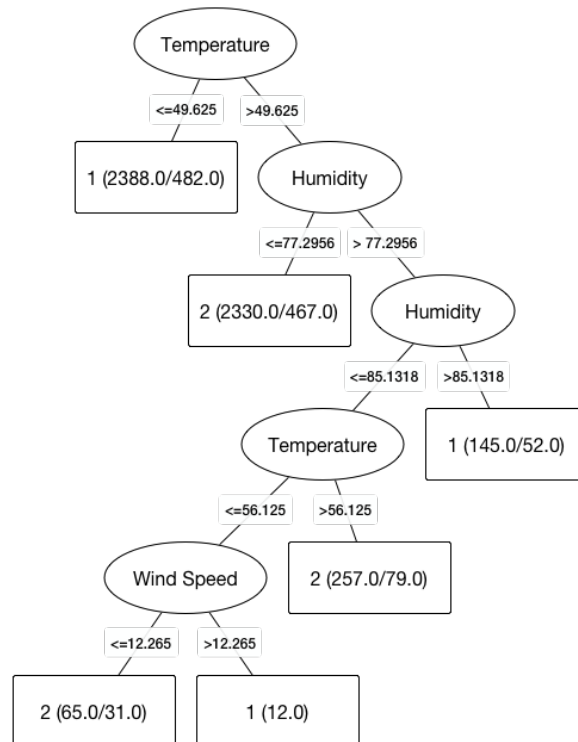 Temperature
<=49.625 >49.625
1 (2388.0/482.0)
Humidity
<=77.2956 > 77.2956
2 (2330.0/467.0)
Humidity
<=85.1318 >85.1318
Temperature
1 (145.0/52.0)
<=56.125 >56.125
Wind Speed
2 (257.0/79.0)
<=12.265 >12.265
2 (65.0/31.0)
1 (12.0)